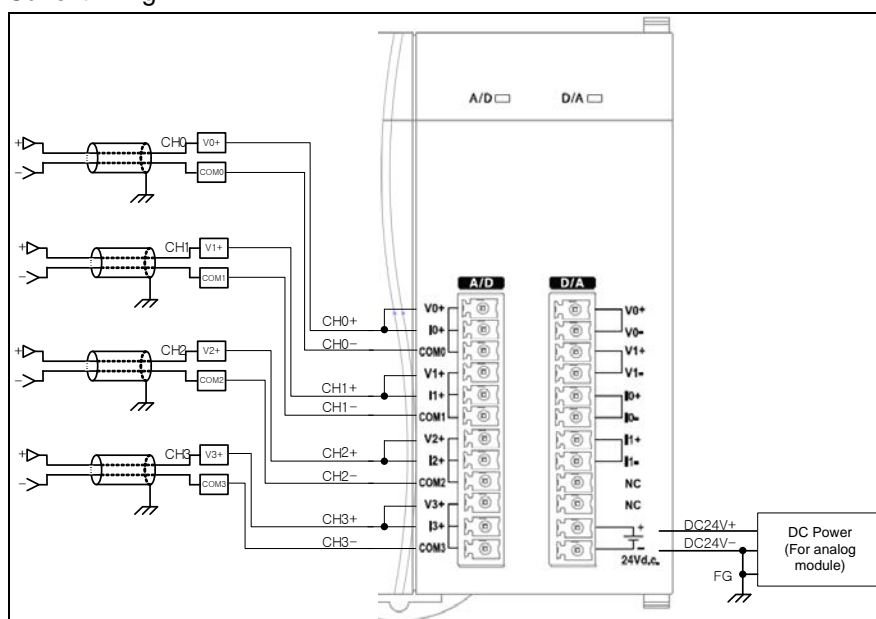 A/D D/A
+ CH0 V0+
- COM0
+ CH1 V1+
- COM1
+ CH2 V2+
- COM2
+ CH3 V3+
- COM3
CH0+
CH0-
CH1+
CH1-
CH2+
CH2-
CH3+
CH3-
A/D
V0+
I0+
COM0
V1+
I1+
COM1
V2+
I2+
COM2
V3+
I3+
COM3
D/A
V0+
V0-
V1+
V1-
I0+
I0-
I1+
I1-
NC
NC
+
-
24Vd.c.
DC24V+
DC24V-
FG
DC Power
(For analog
module)